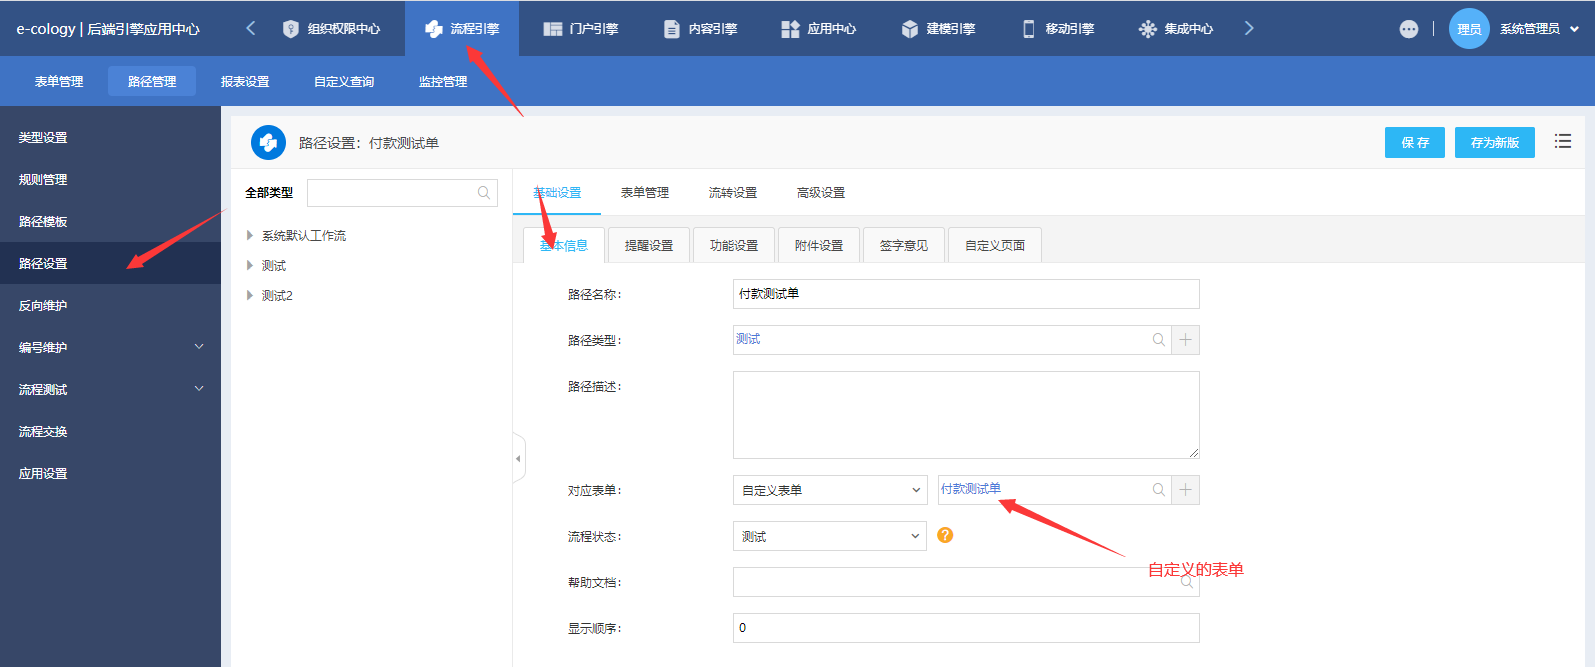 e-cology | 后端引擎应用中心
组织权限中心
流程引擎
门户引擎
内容引擎
应用中心
建模引擎
移动引擎
集成中心
理员
系统管理员
表单管理
路径管理
报表设置
自定义查询
监控管理
类型设置
规则管理
路径模板
路径设置
反向维护
编号维护
流程测试
流程交换
应用设置
路径设置：付款测试单
保 存
存为新版
全部类型
系统默认工作流
测试
测试2
基础设置
表单管理
流转设置
高级设置
基本信息
提醒设置
功能设置
附件设置
签字意见
自定义页面
路径名称:
付款测试单
路径类型:
测试
路径描述:
对应表单:
自定义表单
付款测试单
流程状态:
测试
?
自定义的表单
帮助文档:
显示顺序:
0